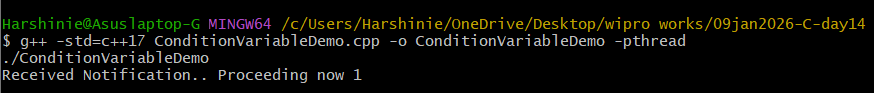 Harshinie@Asuslaptop-G MINGW64 /c/Users/Harshinie/OneDrive/Desktop/wipro works/09jan2026-C-day14
$ g++ -std=c++17 ConditionVariableDemo.cpp -o ConditionVariableDemo -pthread
./ConditionVariableDemo
Received Notification.. Proceeding now 1